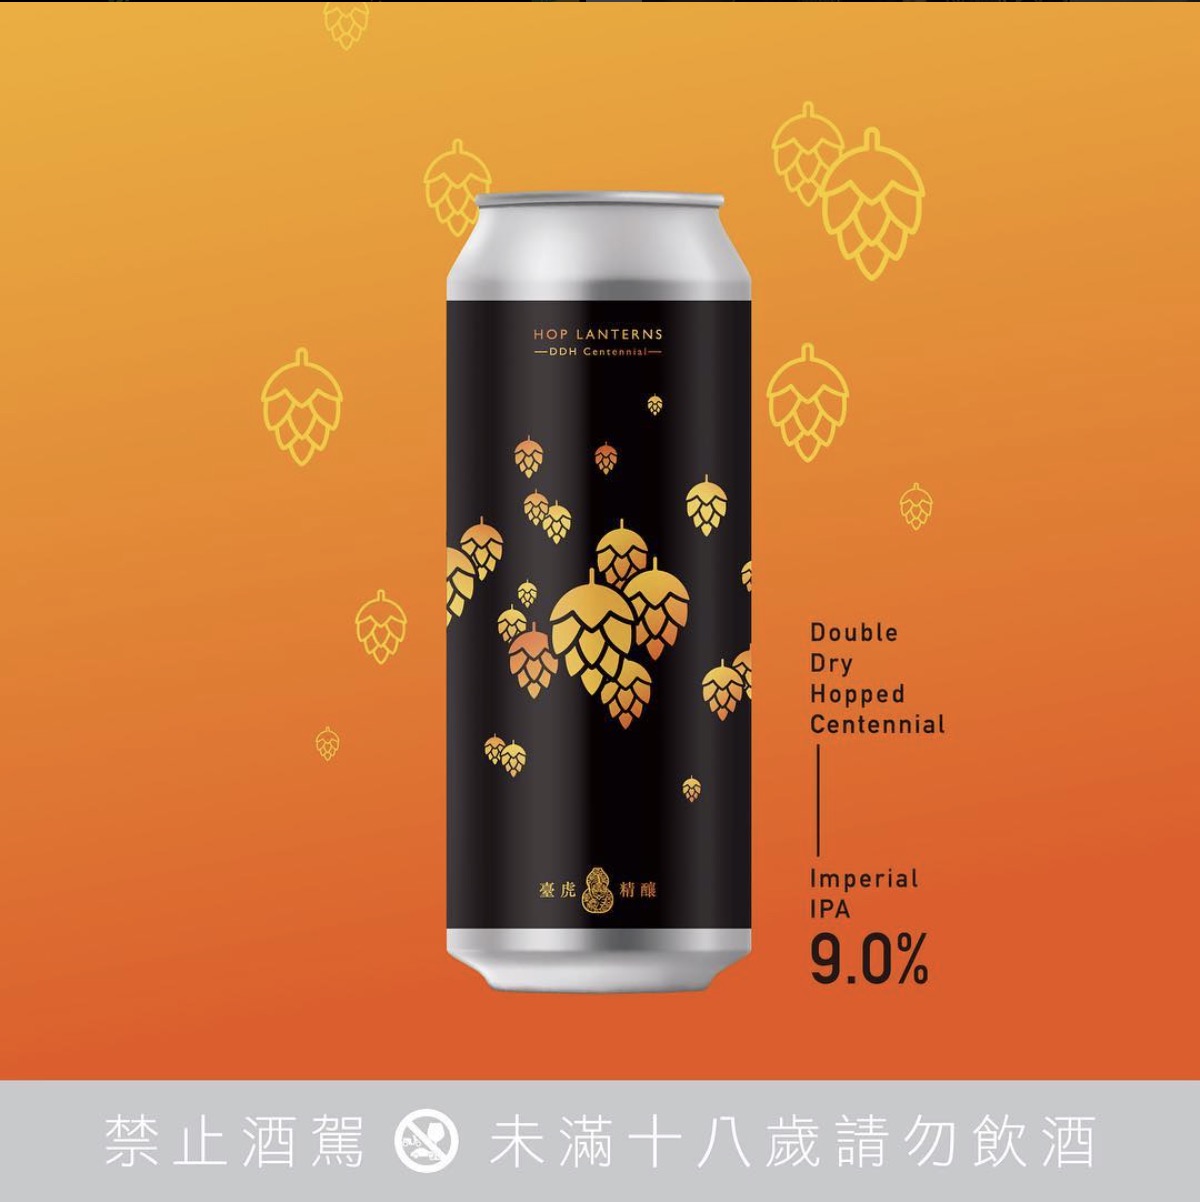 HOP LANTERNS
—DDH Centennial—
臺虎 精釀
Double
Dry
Hopped
Centennial
Imperial
IPA
9.0%
禁止酒駕 未滿十八歲請勿飲酒